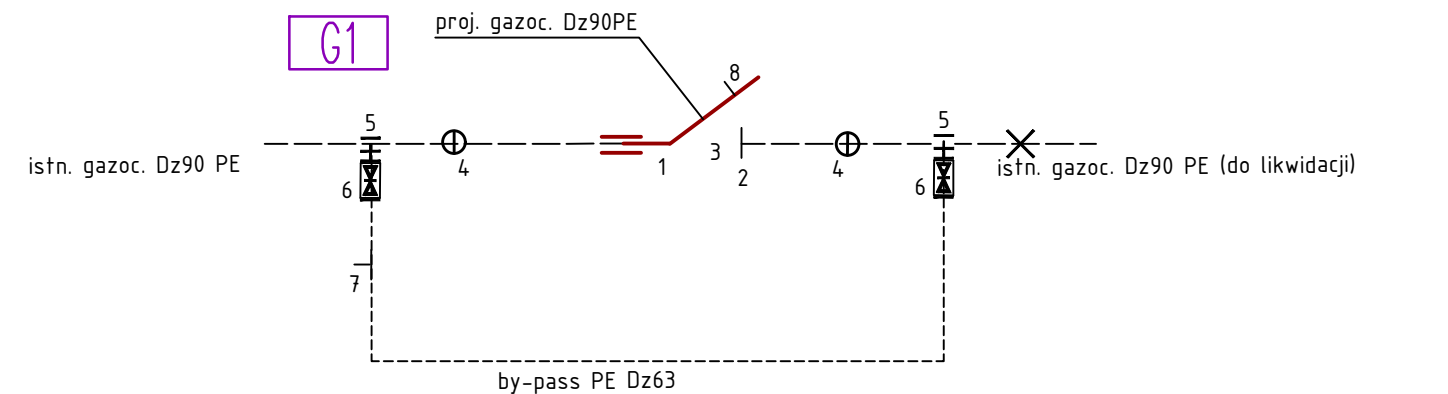 G1
proj. gazoc. Dz90PE
8
5
5
istn. gazoc. Dz90 PE
4
1
3
2
4
istn. gazoc. Dz90 PE (do likwidacji)
6
6
7
by-pass PE Dz63